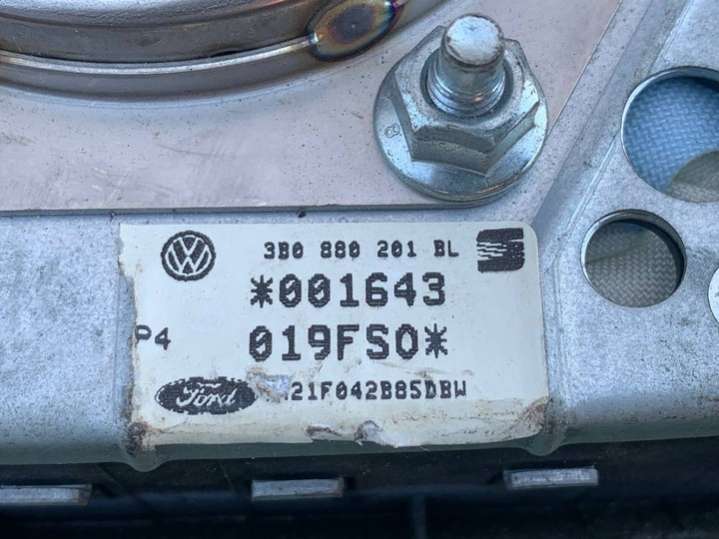 3B0 880 201 BL
*001643
P4 019FSO*
Ford 21F042B85DBW